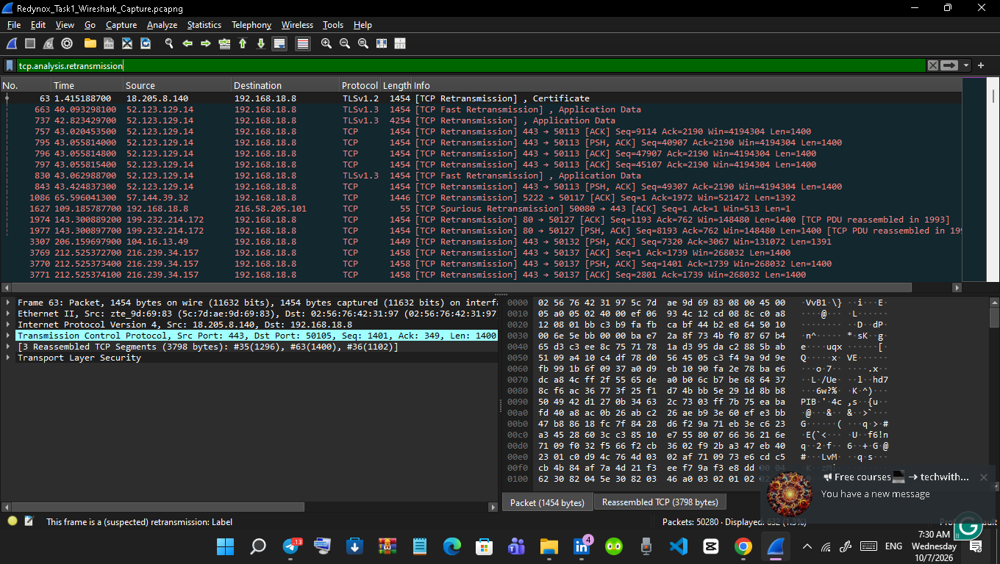 Redynox_Task1_Wireshark_Capture.pcapng
File Edit View Go Capture Analyze Statistics Telephony Wireless Tools Help
tcp.analysis.retransmission
No. Time Source Destination Protocol Length Info
63 1.415188700 18.205.8.140 192.168.18.8 TLSv1.2 1454 [TCP Retransmission] , Certificate
663 40.093298100 52.123.129.14 192.168.18.8 TLSv1.3 1454 [TCP Fast Retransmission] , Application Data
737 42.823429700 52.123.129.14 192.168.18.8 TLSv1.3 4254 [TCP Retransmission] , Application Data
757 43.020453500 52.123.129.14 192.168.18.8 TCP 1454 [TCP Retransmission] 443 → 50113 [ACK] Seq=9114 Ack=2190 Win=4194304 Len=1400
795 43.055814000 52.123.129.14 192.168.18.8 TCP 1454 [TCP Retransmission] 443 → 50113 [PSH, ACK] Seq=40907 Ack=2190 Win=4194304 Len=1400
796 43.055814800 52.123.129.14 192.168.18.8 TCP 1454 [TCP Retransmission] 443 → 50113 [ACK] Seq=47907 Ack=2190 Win=4194304 Len=1400
797 43.055815400 52.123.129.14 192.168.18.8 TCP 1454 [TCP Retransmission] 443 → 50113 [ACK] Seq=45107 Ack=2190 Win=4194304 Len=1400
830 43.062988700 52.123.129.14 192.168.18.8 TLSv1.3 1454 [TCP Fast Retransmission] , Application Data
843 43.424837300 52.123.129.14 192.168.18.8 TCP 1454 [TCP Retransmission] 443 → 50113 [PSH, ACK] Seq=49307 Ack=2190 Win=4194304 Len=1400
1086 65.596041300 57.144.39.32 192.168.18.8 TCP 1446 [TCP Retransmission] 5222 → 50117 [ACK] Seq=1 Ack=1972 Win=521472 Len=1392
1627 109.185787700 192.168.18.8 216.58.205.101 TCP 55 [TCP Spurious Retransmission] 50080 → 443 [ACK] Seq=1 Ack=1 Win=513 Len=1
1974 143.300889200 199.232.214.172 192.168.18.8 TCP 1454 [TCP Retransmission] 80 → 50127 [ACK] Seq=1193 Ack=762 Win=148480 Len=1400 [TCP PDU reassembled in 1993]
1977 143.300897700 199.232.214.172 192.168.18.8 TCP 1454 [TCP Retransmission] 80 → 50127 [PSH, ACK] Seq=8193 Ack=762 Win=148480 Len=1400 [TCP PDU reassembled in 199
3307 206.159697900 104.16.13.49 192.168.18.8 TCP 1449 [TCP Retransmission] 443 → 50132 [PSH, ACK] Seq=7320 Ack=3067 Win=131072 Len=1391
3769 212.525372700 216.239.34.157 192.168.18.8 TCP 1458 [TCP Retransmission] 443 → 50137 [ACK] Seq=1 Ack=1739 Win=268032 Len=1400
3770 212.525373400 216.239.34.157 192.168.18.8 TCP 1458 [TCP Retransmission] 443 → 50137 [PSH, ACK] Seq=1401 Ack=1739 Win=268032 Len=1400
3771 212.525374100 216.239.34.157 192.168.18.8 TCP 1458 [TCP Retransmission] 443 → 50137 [ACK] Seq=2801 Ack=1739 Win=268032 Len=1400
Frame 63: Packet, 1454 bytes on wire (11632 bits), 1454 bytes captured (11632 bits) on interfa
Ethernet II, Src: zte_9d:69:83 (5c:7d:ae:9d:69:83), Dst: 02:56:76:42:31:97 (02:56:76:42:31:97
Internet Protocol Version 4, Src: 18.205.8.140, Dst: 192.168.18.8
Transmission Control Protocol, Src Port: 443, Dst Port: 50105, Seq: 1401, Ack: 349, Len: 1400
[3 Reassembled TCP Segments (3798 bytes): #35(1296), #63(1400), #36(1102)]
Transport Layer Security
0000 02 56 76 42 31 97 5c 7d ae 9d 69 83 08 00 45 00 ·VvB1·\} ··i···E·
0010 05 a0 05 02 40 00 ef 06 93 4c 12 cd 08 8c c0 a8 ····@··· ·L······
0020 12 08 01 bb c3 b9 fa fb ca bf 44 b2 e8 64 50 10 ········ ··D··dP·
0030 00 6e 5e bb 00 00 ba e7 2a 8f 73 4b f0 87 67 b4 ·n^····· *·sK··g·
0040 65 d3 c3 ee 8c 75 71 78 1a d3 95 da c2 88 5b ab
0050 51 09 a4 10 c4 df 78 d0 56 45 05 c3 f4 9a 9d 9e
0060 fb 99 1b 6f 09 37 a0 d9 eb 10 90 fa 2e 78 ba e6
0070 dc a8 4c ff 2f 55 65 de a0 b0 6c b7 be 68 64 37
0080 8c f6 ac 36 77 3f 25 f1 d7 4b bb 5e 29 1d 8b b8
0090 50 49 42 d1 27 0b 34 63 2c 73 03 ff 7b 75 ea ba
00a0 fd 40 a8 ac 0b 26 ab c2 26 ae b9 3e 60 ef e3 bb
00b0 47 b8 86 18 fc 7f 84 28 d6 f2 9a 71 eb 3e c6 23
00c0 a3 45 28 60 3c c3 85 10 e7 55 80 07 66 36 21 6e
00d0 71 09 f0 32 f5 66 f2 cb 36 02 f9 2b a3 47 eb 40
00e0 23 01 c0 d9 4c 76 4d 03 02 af 71 09 73 e6 cd c5
00f0 cb 4b 84 af 7a 4d 21 f3 ee f7 9a f3 e8 dd 00 04
0100 62 30 82 04 5e 30 82 03 46 a0 03 02 01 02 02
Packet (1454 bytes) Reassembled TCP (3798 bytes)
Free courses → techwith...
You have a new message
This frame is a (suspected) retransmission: Label
Packets: 50280 · Displayed: 632 (1.3%)
13
4
ENG
7:30 AM
Wednesday
10/7/2026